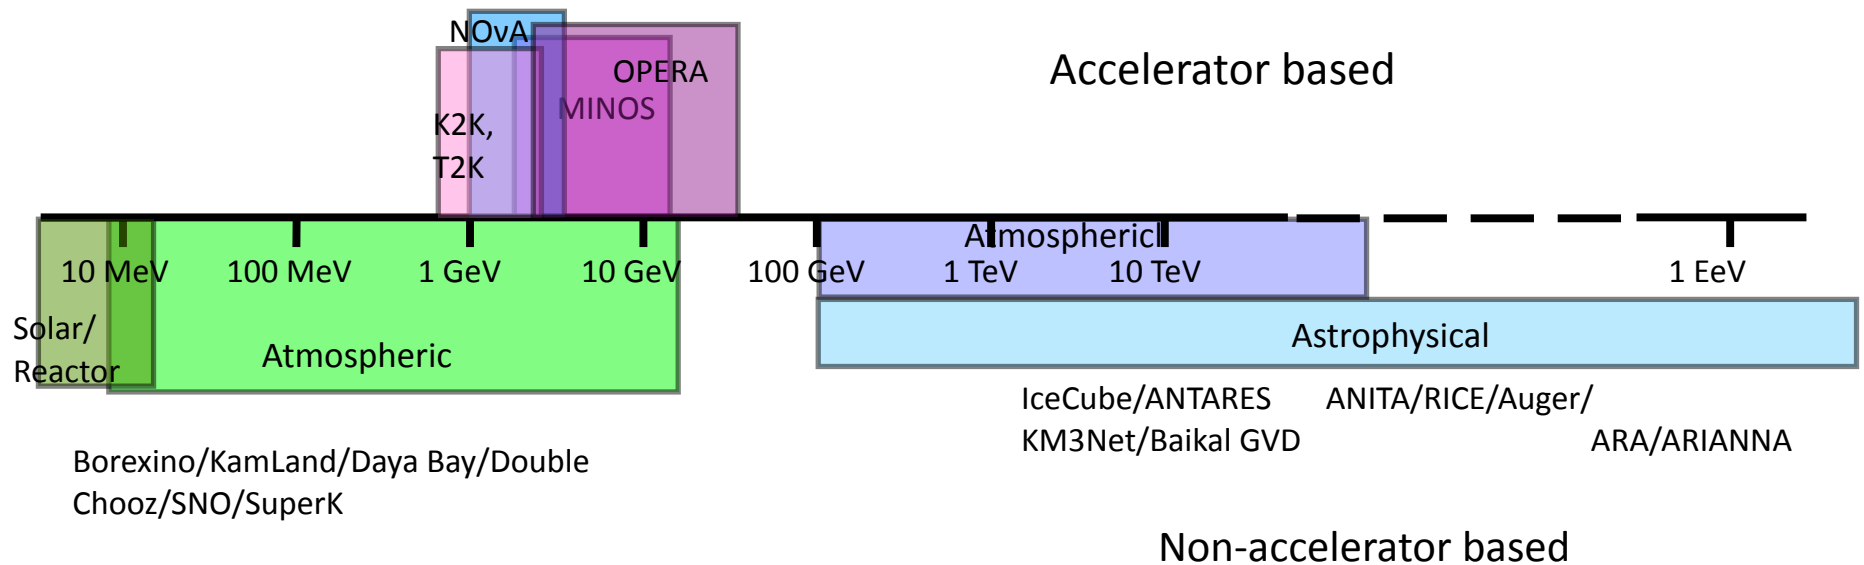 NOνA
Accelerator based
OPERA
MINOS
K2K,
T2K
Atmospheric
10 MeV
100 MeV
1 GeV
10 GeV
100 GeV
1 TeV
10 TeV
1 EeV
Solar/
Reactor
Atmospheric
Astrophysical
IceCube/ANTARES
KM3Net/Baikal GVD
ANITA/RICE/Auger/
ARA/ARIANNA
Borexino/KamLand/Daya Bay/Double
Chooz/SNO/SuperK
Non-accelerator based